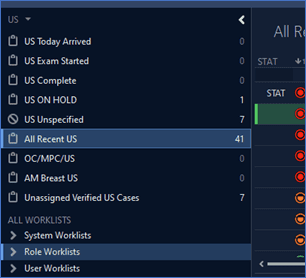 US
US Today Arrived 0
US Exam Started 0
US Complete 0
US ON HOLD 1
US Unspecified 7
All Recent US 41
OC/MPC/US 0
AM Breast US 0
Unassigned Verified US Cases 7
ALL WORKLISTS
System Worklists
Role Worklists
User Worklists
All R
STAT
STAT